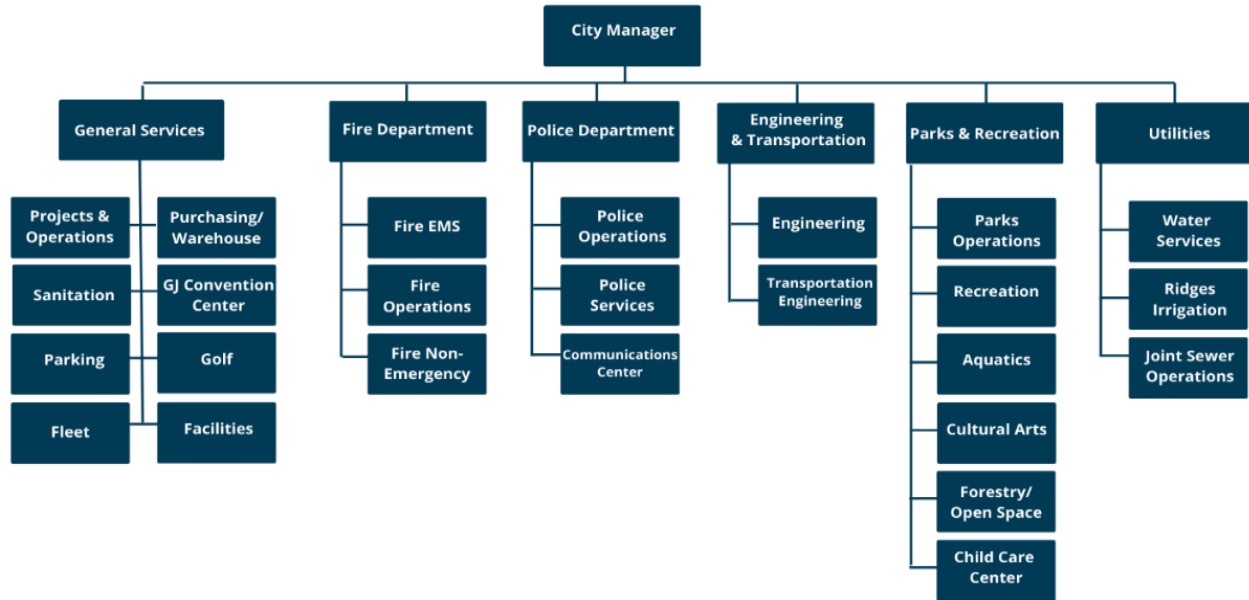 City Manager
General Services
Fire Department
Police Department
Engineering
& Transportation
Parks & Recreation
Utilities
Projects &
Operations
Purchasing/
Warehouse
Sanitation
GJ Convention
Center
Parking
Golf
Fleet
Facilities
Fire EMS
Fire
Operations
Fire Non-
Emergency
Police
Operations
Police
Services
Communications
Center
Engineering
Transportation
Engineering
Parks
Operations
Recreation
Aquatics
Cultural Arts
Forestry/
Open Space
Child Care
Center
Water
Services
Ridges
Irrigation
Joint Sewer
Operations